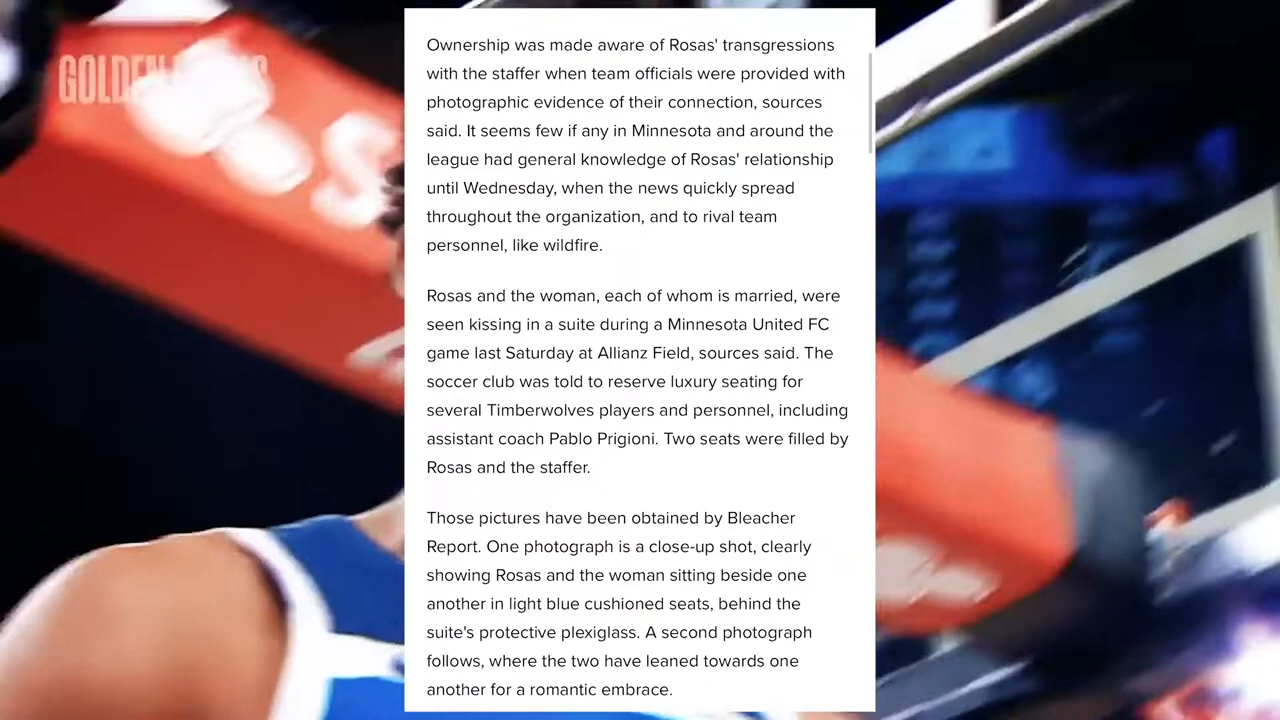 GOLDEN
Ownership was made aware of Rosas' transgressions
with the staffer when team officials were provided with
photographic evidence of their connection, sources
said. It seems few if any in Minnesota and around the
league had general knowledge of Rosas' relationship
until Wednesday, when the news quickly spread
throughout the organization, and to rival team
personnel, like wildfire.
Rosas and the woman, each of whom is married, were
seen kissing in a suite during a Minnesota United FC
game last Saturday at Allianz Field, sources said. The
soccer club was told to reserve luxury seating for
several Timberwolves players and personnel, including
assistant coach Pablo Prigioni. Two seats were filled by
Rosas and the staffer.
Those pictures have been obtained by Bleacher
Report. One photograph is a close-up shot, clearly
showing Rosas and the woman sitting beside one
another in light blue cushioned seats, behind the
suite's protective plexiglass. A second photograph
follows, where the two have leaned towards one
another for a romantic embrace.